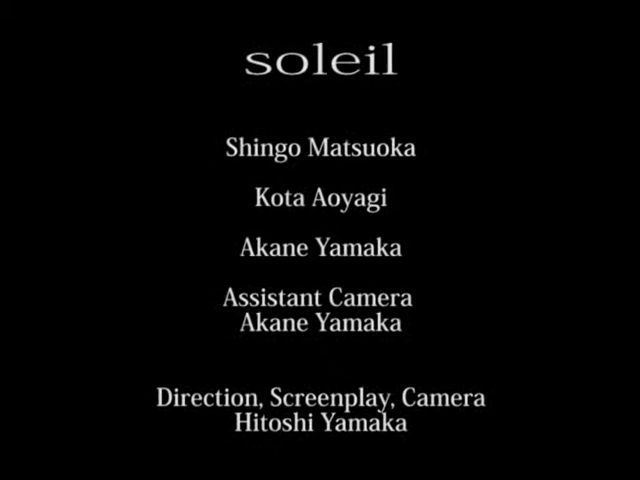 soleil
Shingo Matsuoka
Kota Aoyagi
Akane Yamaka
Assistant Camera
Akane Yamaka
Direction, Screenplay, Camera
Hitoshi Yamaka